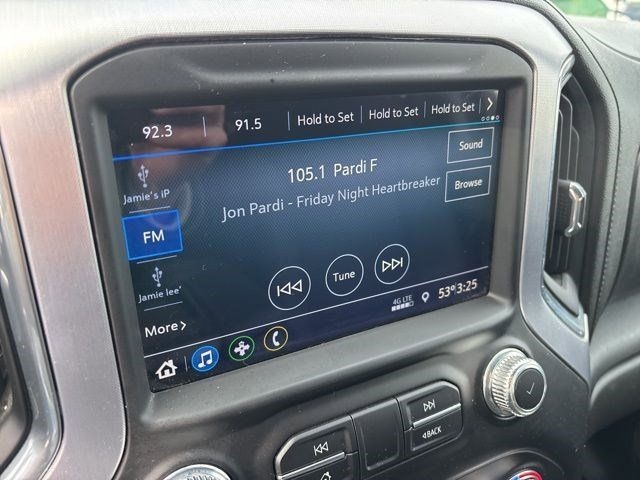 92.3 91.5 Hold to Set Hold to Set Hold to Set
Jamie's iP
105.1 Pardi F
Sound
Jon Pardi - Friday Night Heartbreaker
Browse
FM
Jamie lee'
Tune
More
4G LTE
53° 3:25
BACK